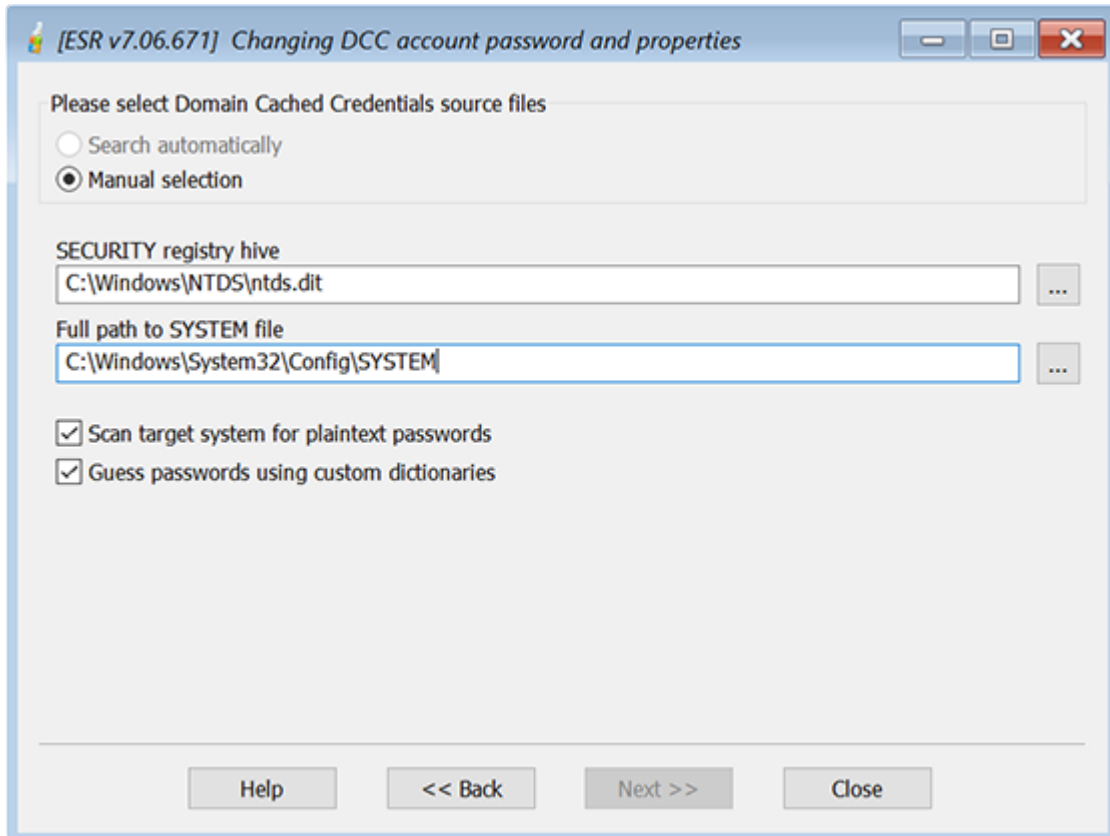 [ESR v7.06.671] Changing DCC account password and properties
Please select Domain Cached Credentials source files
Search automatically
Manual selection
SECURITY registry hive
C:\Windows\NTDS\ntds.dit
...
Full path to SYSTEM file
C:\Windows\System32\Config\SYSTEM
...
Scan target system for plaintext passwords
Guess passwords using custom dictionaries
Help
<< Back
Next >>
Close